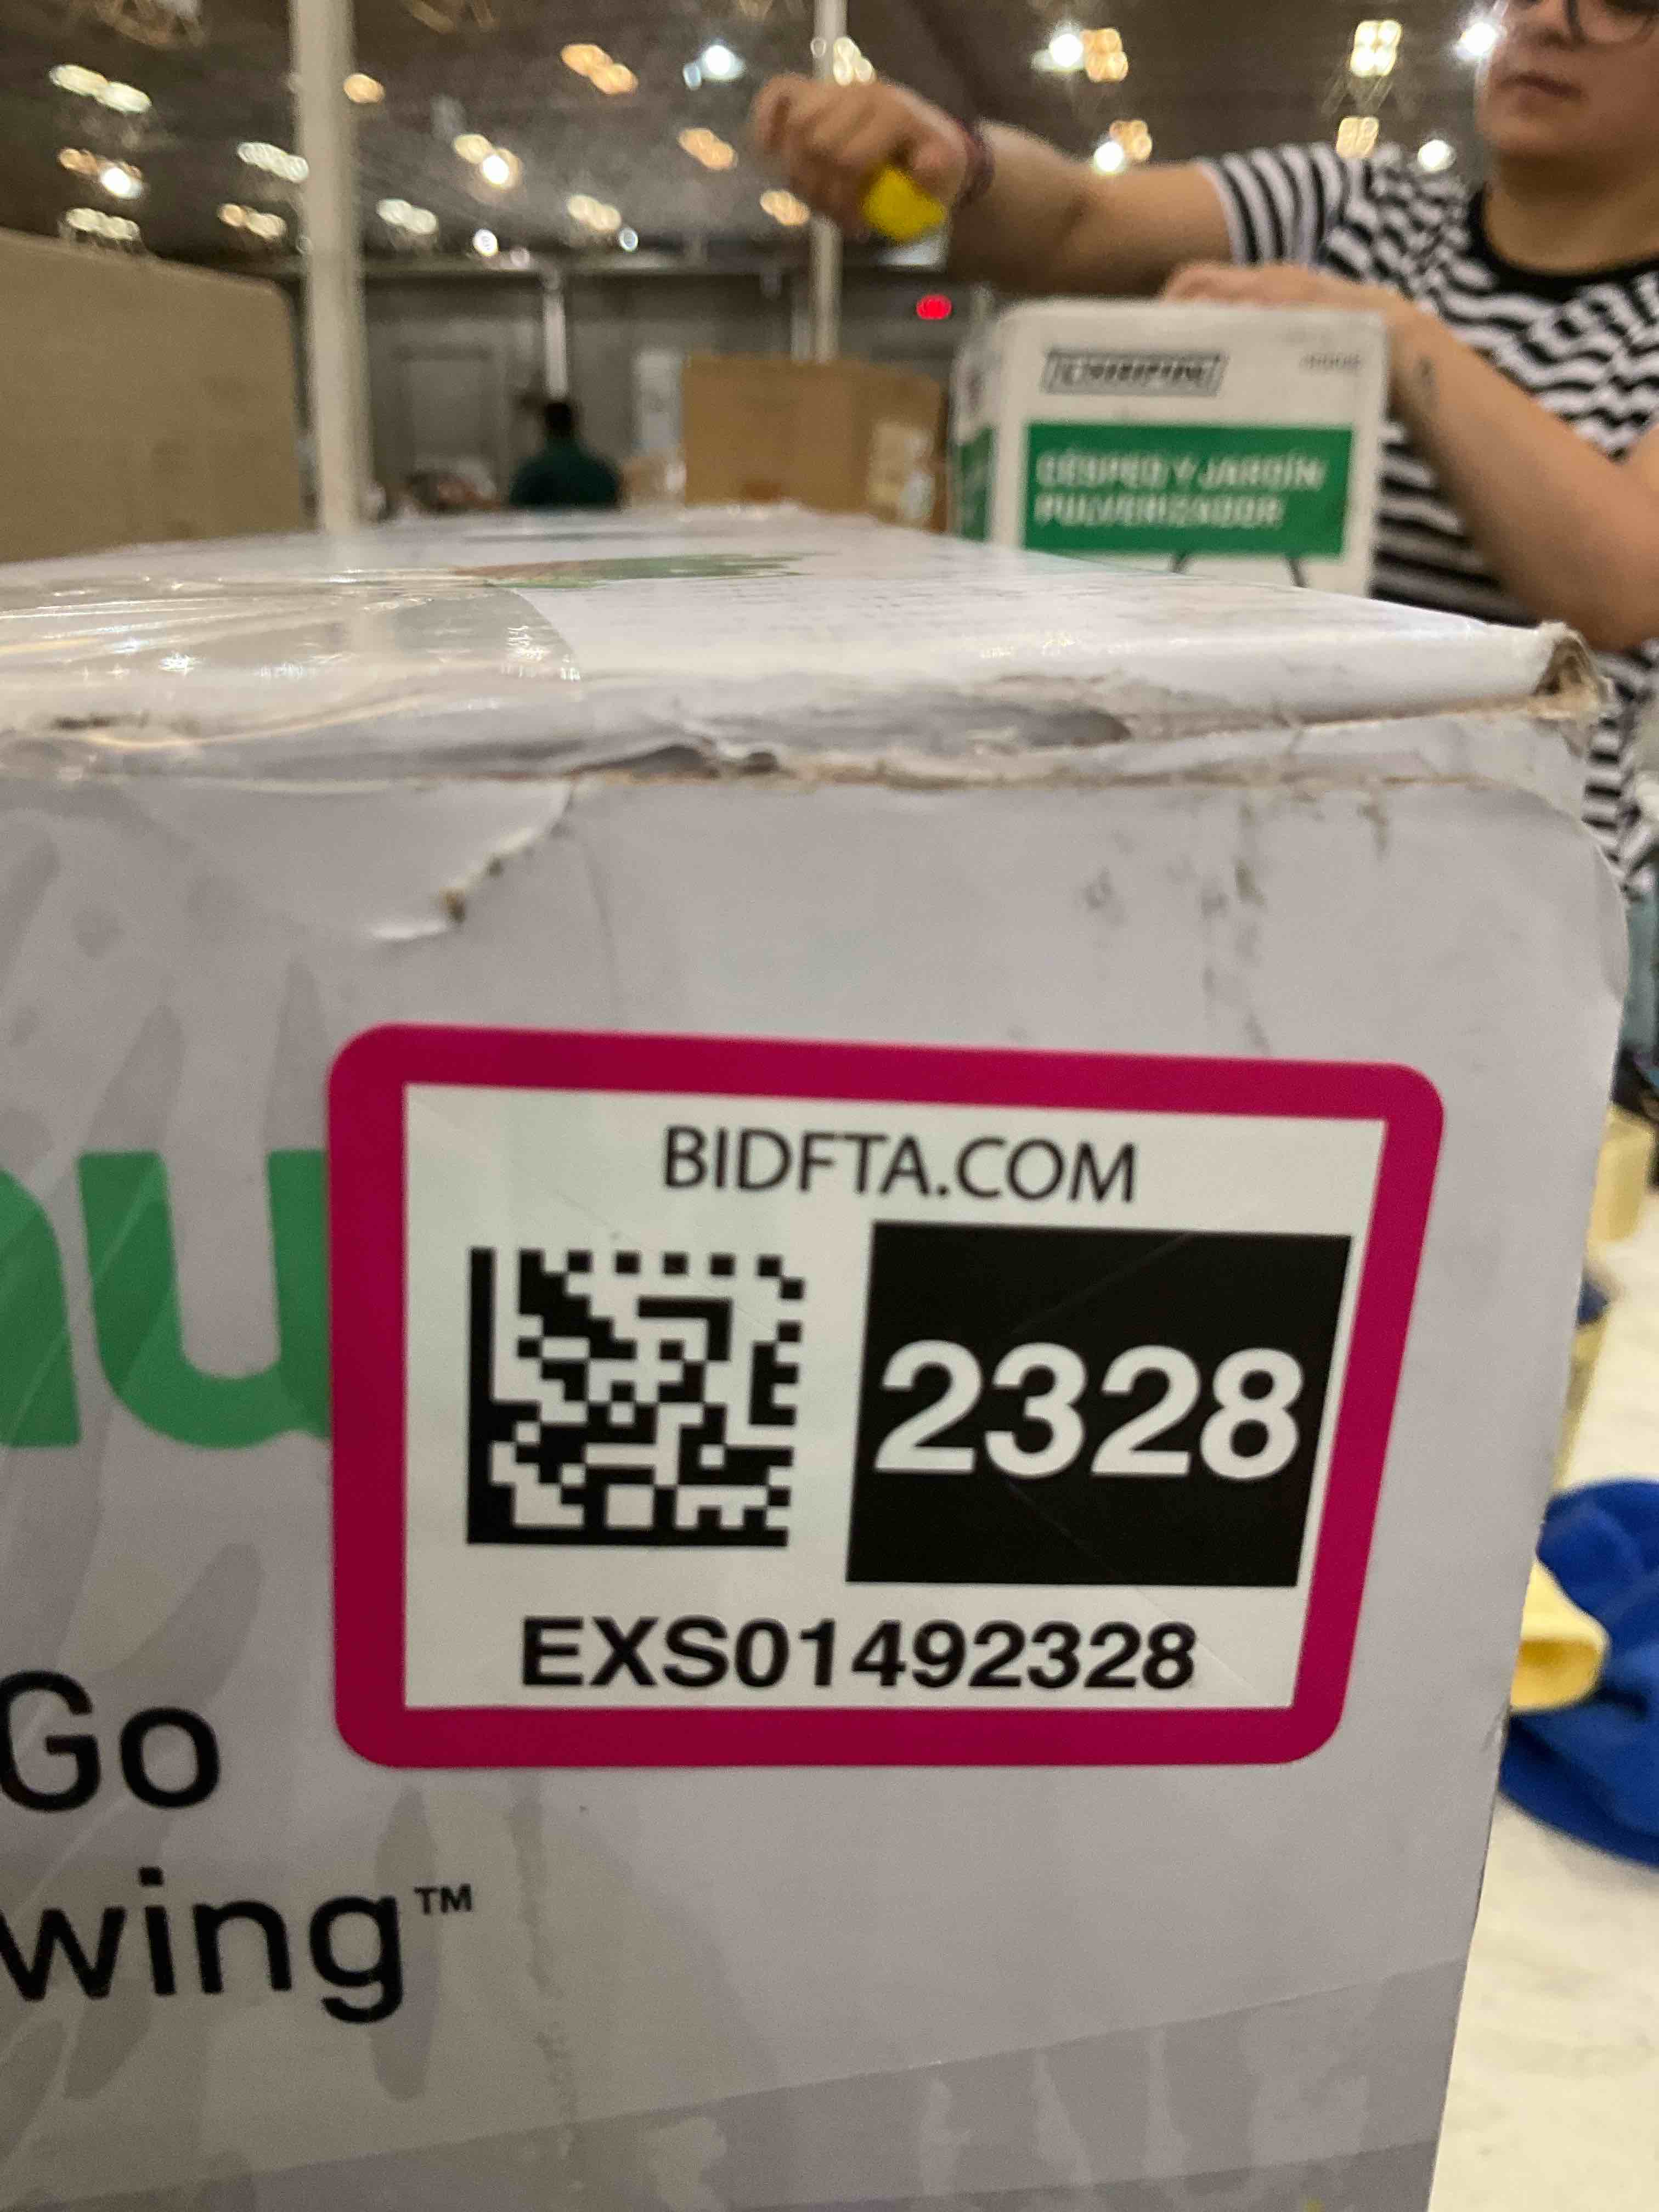 CÉSPED Y JARDÍN
PULVERIZADOR
BIDFTA.COM
2328
EXS01492328
Go
wing™